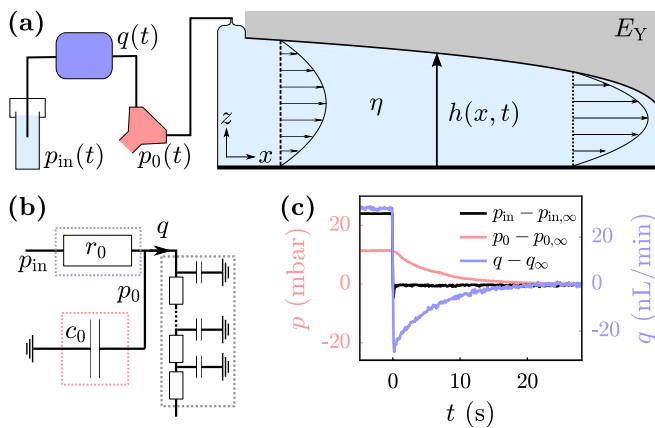 (a)
q(t)
E_Y
p_in(t)
p_0(t)
z
x
η
h(x, t)
(b)
p_in
r_0
q
p_0
c_0
(c)
p (mbar)
20
0
-20
p_in − p_in,∞
p_0 − p_0,∞
q − q_∞
20
0
-20
q (nL/min)
0
10
20
t (s)